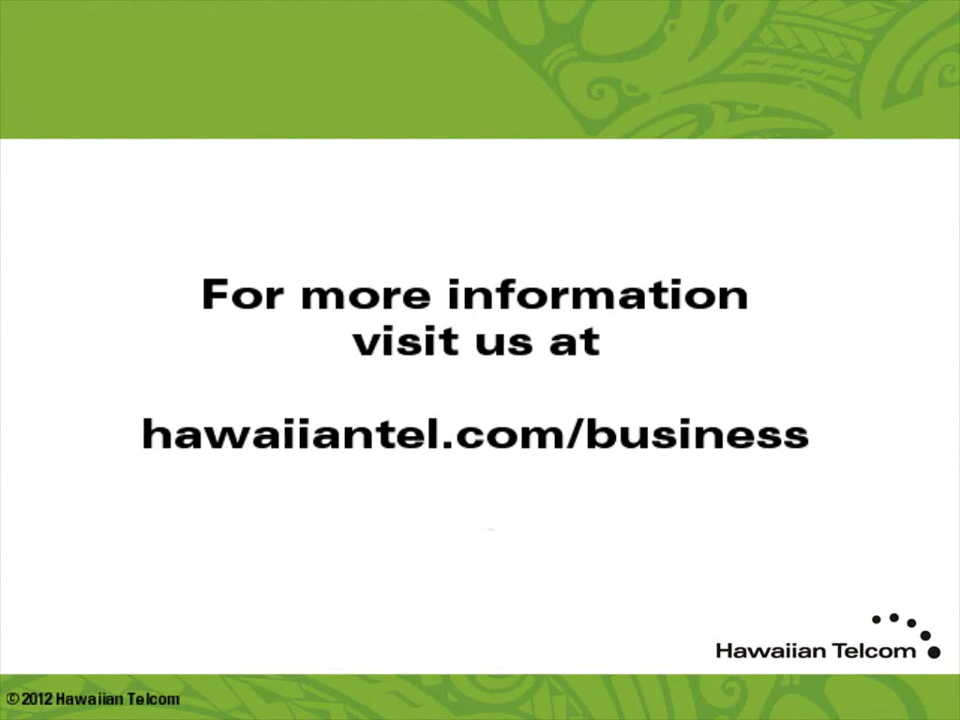 For more information
visit us at
hawaiiantel.com/business
Hawaiian Telcom
©2012 Hawaiian Telcom